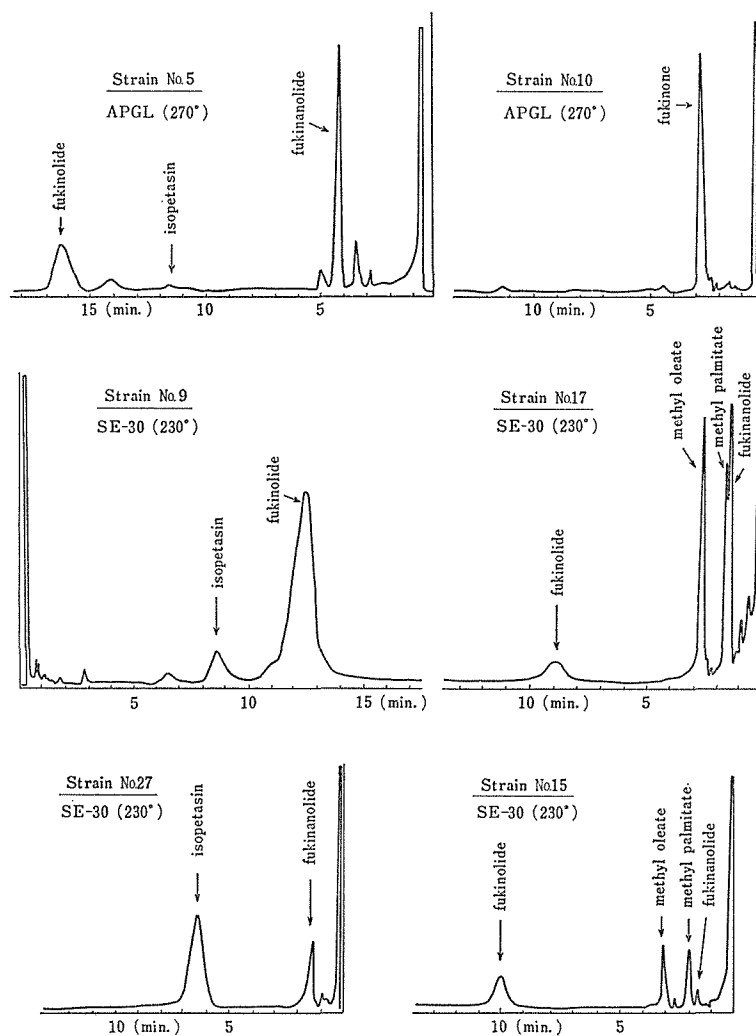 Strain No.5
APGL (270°)
fukinolide
isopetasin
fukinanolide
15 (min.) 10 5
Strain No.10
APGL (270°)
fukinone
10 (min.) 5
Strain No.9
SE-30 (230°)
isopetasin
fukinolide
5 10 15 (min.)
Strain No.17
SE-30 (230°)
fukinolide
methyl oleate
methyl palmitate
fukinanolide
10 (min.) 5
Strain No.27
SE-30 (230°)
isopetasin
fukinanolide
10 (min.) 5
Strain No.15
SE-30 (230°)
fukinolide
methyl oleate
methyl palmitate
fukinanolide
10 (min.) 5